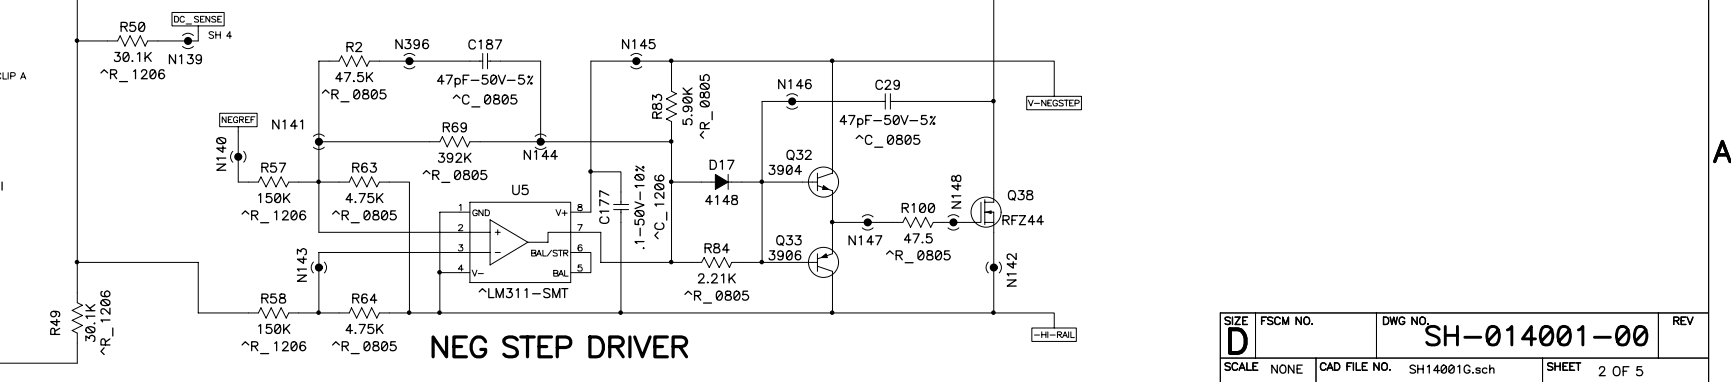 R50
30.1K
^R_1206
DC_SENSE
SH 4
N139
CLIP A
R49
30.1K
^R_1206
NEGREF
N140
N141
R2
47.5K
^R_0805
N396
C187
47pF-50V-5%
^C_0805
R69
392K
^R_0805
N144
R57
150K
^R_1206
R63
4.75K
^R_0805
N143
R58
150K
^R_1206
R64
4.75K
^R_0805
U5
1 GND
2 +
3 -
4 V-
V+ 8
7
BAL/STR 6
BAL 5
^LM311-SMT
N145
C177
.1-50V-10%
^C_1206
R83
5.90K
^R_0805
D17
4148
R84
2.21K
^R_0805
N146
C29
47pF-50V-5%
^C_0805
Q32
3904
Q33
3906
N147
R100
47.5
^R_0805
N148
Q38
RFZ44
N142
V-NEGSTEP
-HI-RAIL
NEG STEP DRIVER
A
SIZE
D
FSCM NO.
DWG NO.
SH-014001-00
REV
SCALE NONE
CAD FILE NO. SH14001G.sch
SHEET 2 OF 5